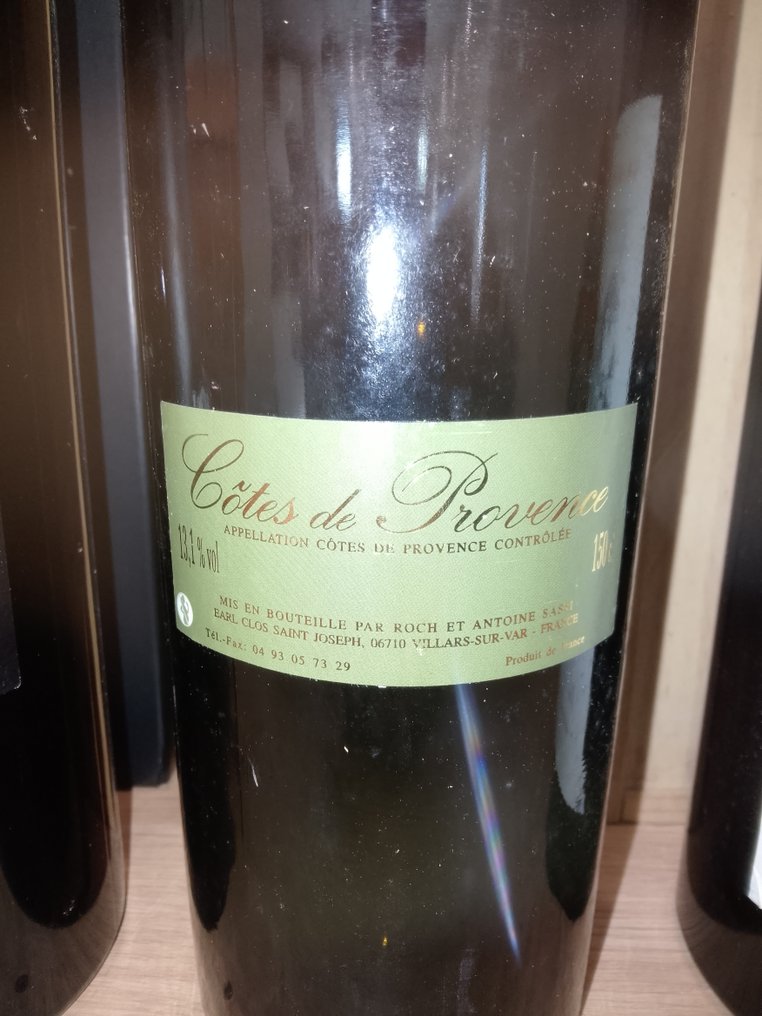 Côtes de Provence
APPELLATION CÔTES DE PROVENCE CONTRÔLÉE
13,1 % vol
150
MIS EN BOUTEILLE PAR ROCH ET ANTOINE SASSI
EARL CLOS SAINT JOSEPH, 06710 VILLARS-SUR-VAR - FRANCE
Tél.-Fax: 04 93 05 73 29
Produit de France